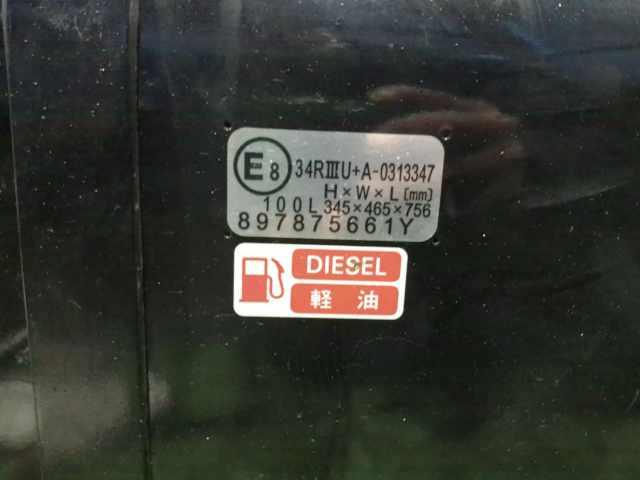 E8 34RⅢU+A-0313347
H×W×L(mm)
100L 345×465×756
897875661Y
DIESEL
軽油